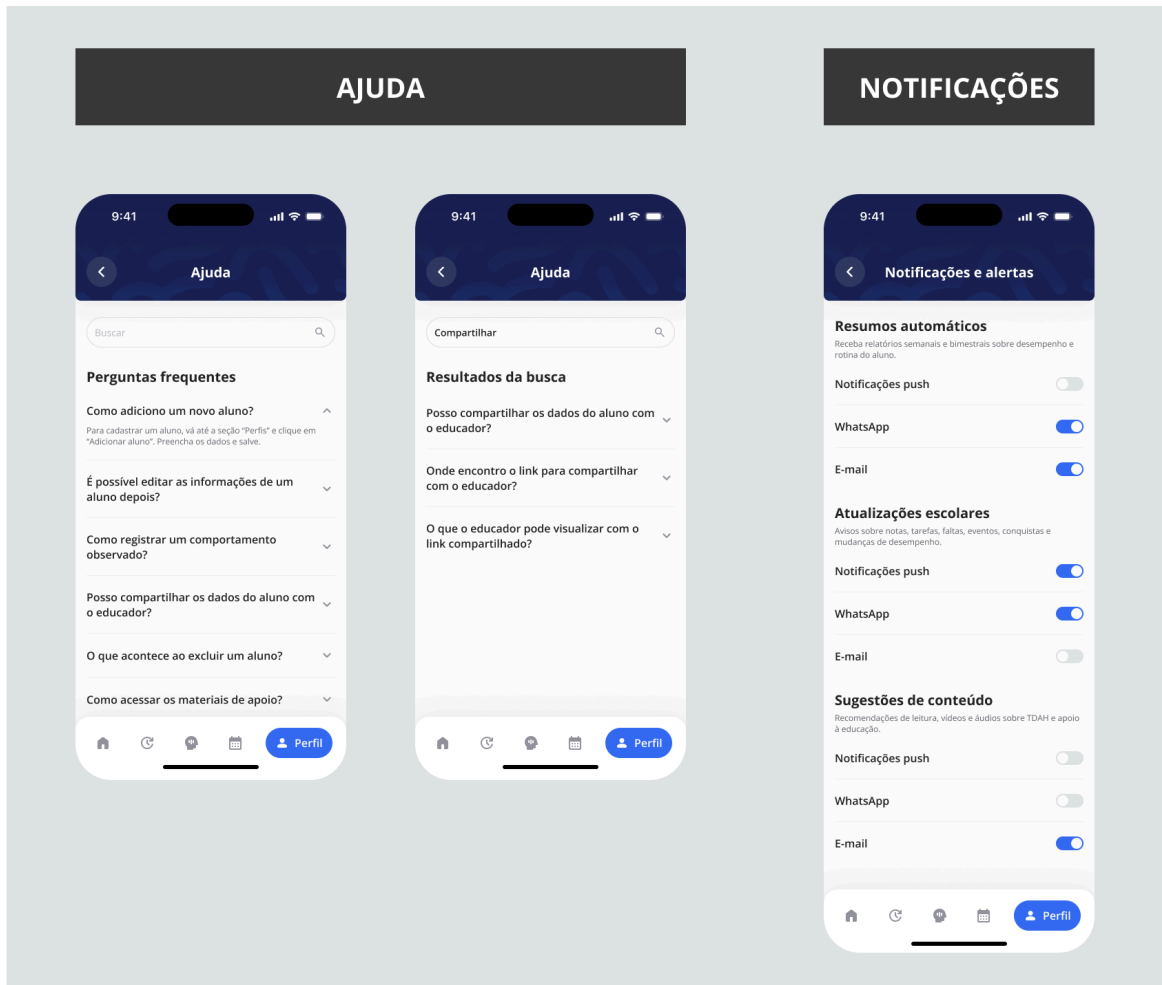 AJUDA
NOTIFICAÇÕES
9:41
Ajuda
Buscar
Perguntas frequentes
Como adiciono um novo aluno?
Para cadastrar um aluno, vá até a seção “Perfis” e clique em
“Adicionar aluno”. Preencha os dados e salve.
É possível editar as informações de um
aluno depois?
Como registrar um comportamento
observado?
Posso compartilhar os dados do aluno com
o educador?
O que acontece ao excluir um aluno?
Como acessar os materiais de apoio?
Perfil
9:41
Ajuda
Compartilhar
Resultados da busca
Posso compartilhar os dados do aluno com
o educador?
Onde encontro o link para compartilhar
com o educador?
O que o educador pode visualizar com o
link compartilhado?
Perfil
9:41
Notificações e alertas
Resumos automáticos
Receba relatórios semanais e bimestrais sobre desempenho e
rotina do aluno.
Notificações push
WhatsApp
E-mail
Atualizações escolares
Avisos sobre notas, tarefas, faltas, eventos, conquistas e
mudanças de desempenho.
Notificações push
WhatsApp
E-mail
Sugestões de conteúdo
Recomendações de leitura, vídeos e áudios sobre TDAH e apoio
à educação.
Notificações push
WhatsApp
E-mail
Perfil